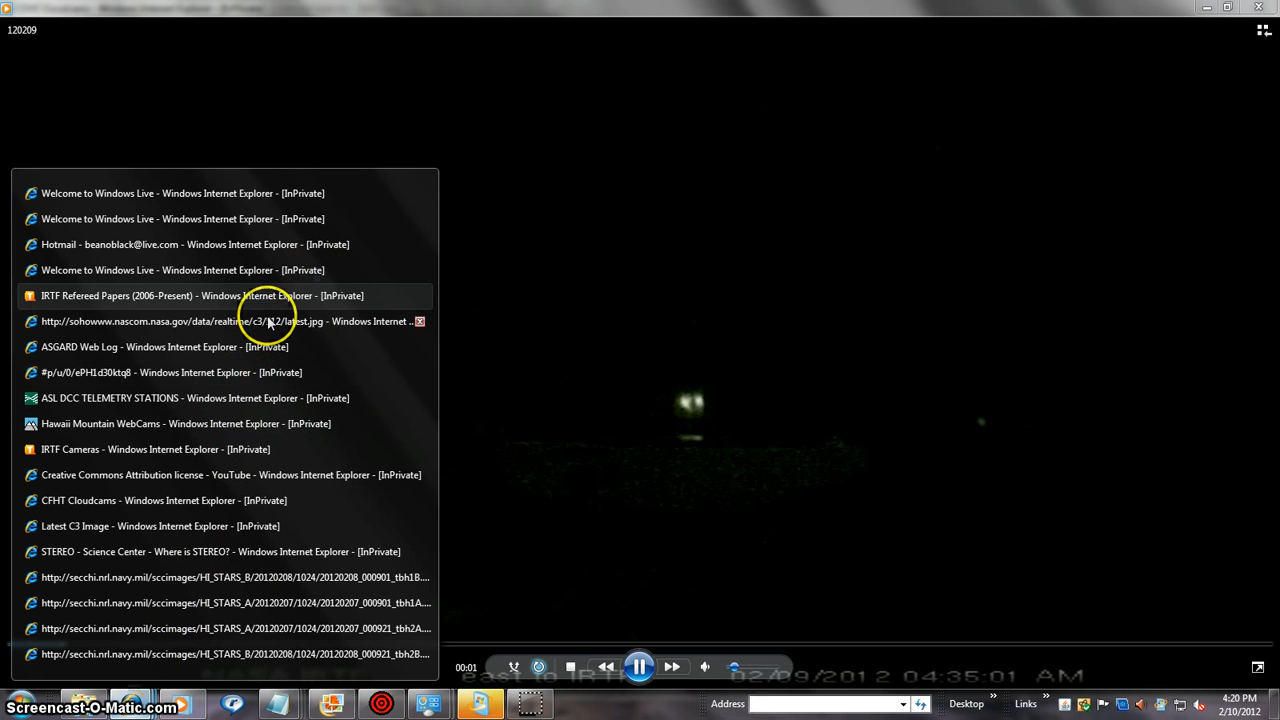 120209
Welcome to Windows Live - Windows Internet Explorer - [InPrivate]
Welcome to Windows Live - Windows Internet Explorer - [InPrivate]
Hotmail - beanoblack@live.com - Windows Internet Explorer - [InPrivate]
Welcome to Windows Live - Windows Internet Explorer - [InPrivate]
IRTF Refereed Papers (2006-Present) - Windows Internet Explorer - [InPrivate]
http://sohowww.nascom.nasa.gov/data/realtime/c3/512/latest.jpg - Windows Internet ...
ASGARD Web Log - Windows Internet Explorer - [InPrivate]
#p/u/0/ePH1d30ktq8 - Windows Internet Explorer - [InPrivate]
ASL DCC TELEMETRY STATIONS - Windows Internet Explorer - [InPrivate]
Hawaii Mountain WebCams - Windows Internet Explorer - [InPrivate]
IRTF Cameras - Windows Internet Explorer - [InPrivate]
Creative Commons Attribution license - YouTube - Windows Internet Explorer - [InPrivate]
CFHT Cloudcams - Windows Internet Explorer - [InPrivate]
Latest C3 Image - Windows Internet Explorer - [InPrivate]
STEREO - Science Center - Where is STEREO? - Windows Internet Explorer - [InPrivate]
http://secchi.nrl.navy.mil/sccimages/HI_STARS_B/20120208/1024/20120208_000901_tbh1B....
http://secchi.nrl.navy.mil/sccimages/HI_STARS_A/20120207/1024/20120207_000901_tbh1A....
http://secchi.nrl.navy.mil/sccimages/HI_STARS_A/20120207/1024/20120207_000921_tbh2A....
http://secchi.nrl.navy.mil/sccimages/HI_STARS_B/20120208/1024/20120208_000921_tbh2B....
00:01
east to IRTF 02/09/2012 04:35:01 AM
Address
Desktop
»
Links
»
4:20 PM
2/10/2012
Screencast-O-Matic.com